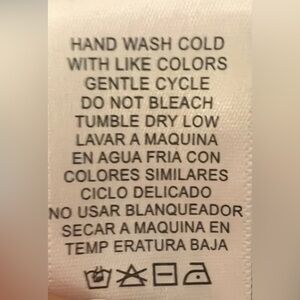 HAND WASH COLD
WITH LIKE COLORS
GENTLE CYCLE
DO NOT BLEACH
TUMBLE DRY LOW
LAVAR A MAQUINA
EN AGUA FRIA CON
COLORES SIMILARES
CICLO DELICADO
NO USAR BLANQUEADOR
SECAR A MAQUINA EN
TEMP ERATURA BAJA